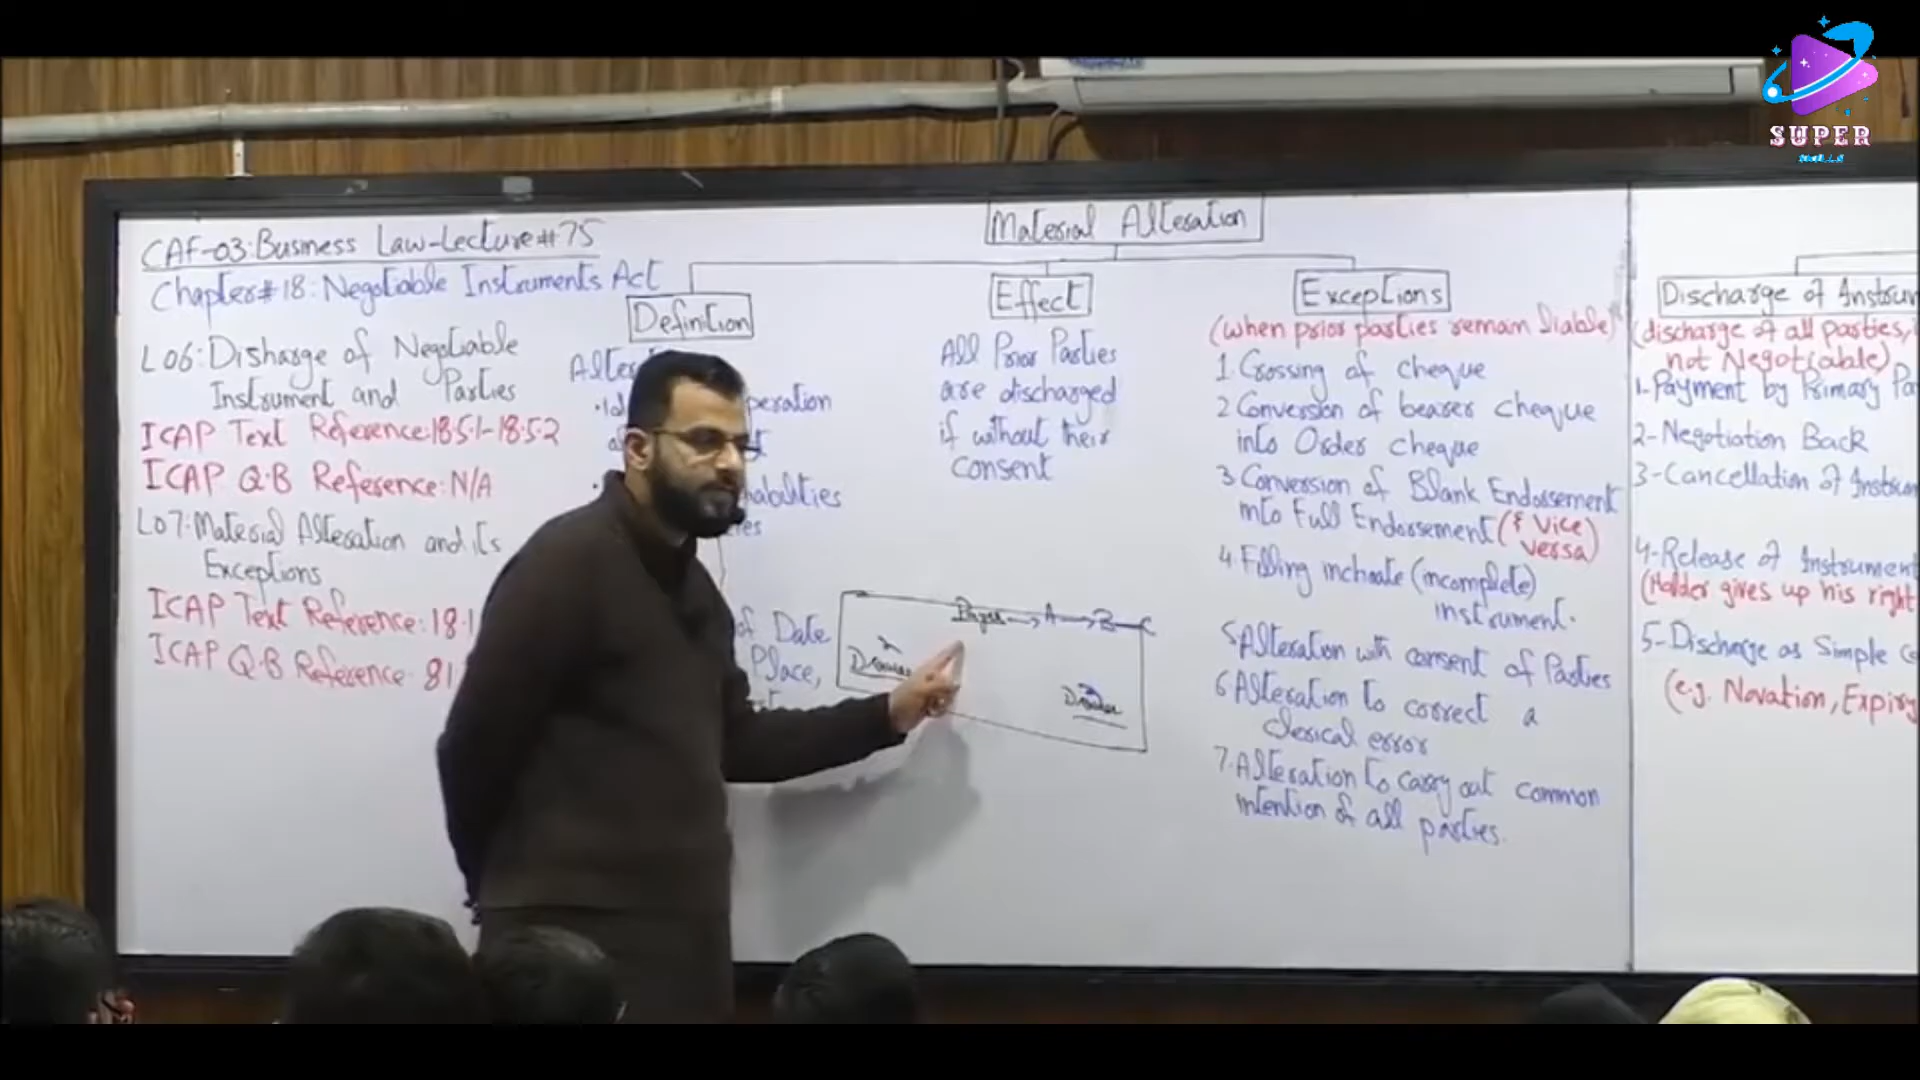 SUPER
CAF-03:Business Law-Lecture#75
Chapter#18:Negotiable Instruments Act
LO6:Disharge of Negotiable
Instrument and Parties
ICAP Text Reference:18.5.1-18.5.2
ICAP Q.B Reference:N/A
LO7:Material Alteration and its
Exceptions
ICAP Text Reference:18.1
ICAP Q.B Reference:81
Material Alteration
Definition
of Date
Place,
Effect
All Prior Parties
are discharged
if without their
consent
Payee → A → B → C
Drawee
Drawer
Exceptions
(when prior parties remain liable)
1.Crossing of cheque
2 Conversion of bearer cheque
into Order cheque
3 Conversion of Blank Endorsement
into Full Endorsement (& Vice
versa)
4 Filling inchoate (incomplete)
instrument.
5 Alteration with consent of Parties
6 Alteration to correct a
clerical error
7.Alteration to carry out common
intention of all parties.
Discharge of Instrum
(discharge of all parties,
not Negotiable)
1.Payment by Primary Pa
2-Negotiation Back
3-Cancellation of Instrum
4-Release of Instrument
(Holder gives up his right
5-Discharge as Simple Co
(e.g. Novation, Expiry